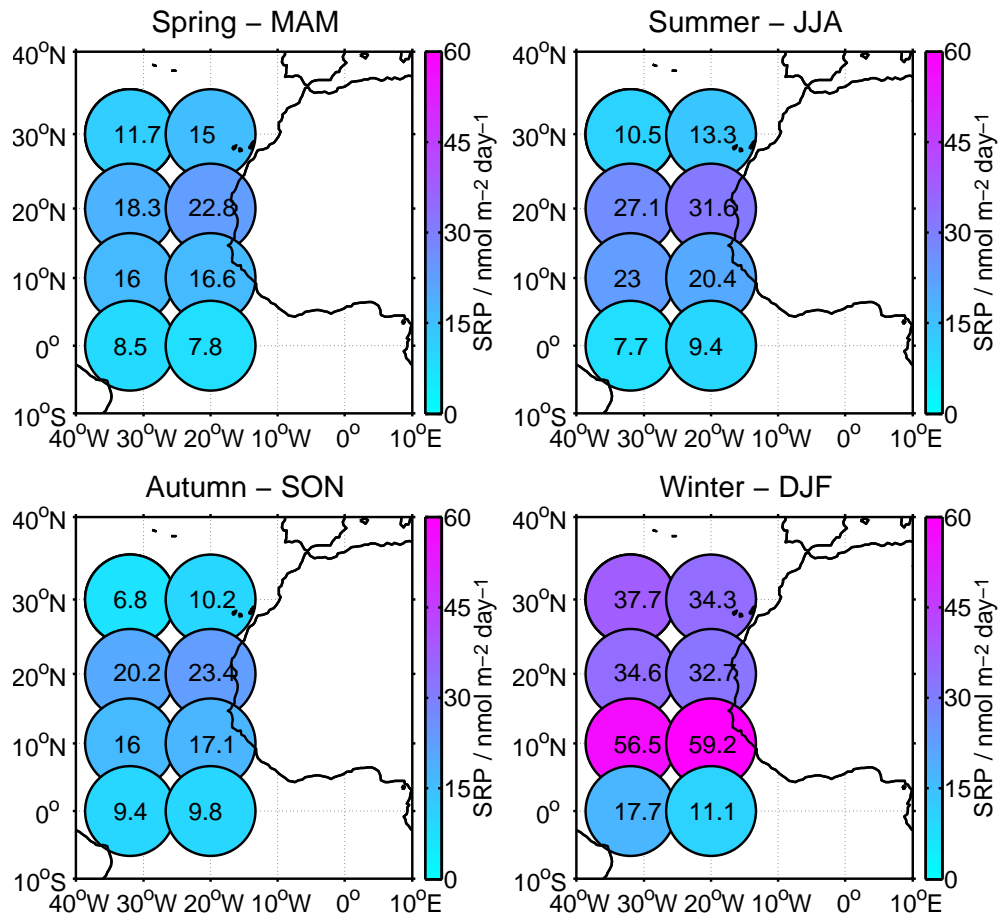 Spring – MAM
40°N
30°N
20°N
10°N
0°
10°S
40°W 30°W 20°W 10°W 0° 10°E
11.7 15
18.3 22.8
16 16.6
8.5 7.8
60
45
30
15
0
SRP / nmol m−2 day−1
Summer – JJA
40°N
30°N
20°N
10°N
0°
10°S
40°W 30°W 20°W 10°W 0° 10°E
10.5 13.3
27.1 31.6
23 20.4
7.7 9.4
60
45
30
15
0
SRP / nmol m−2 day−1
Autumn – SON
40°N
30°N
20°N
10°N
0°
10°S
40°W 30°W 20°W 10°W 0° 10°E
6.8 10.2
20.2 23.4
16 17.1
9.4 9.8
60
45
30
15
0
SRP / nmol m−2 day−1
Winter – DJF
40°N
30°N
20°N
10°N
0°
10°S
40°W 30°W 20°W 10°W 0° 10°E
37.7 34.3
34.6 32.7
56.5 59.2
17.7 11.1
60
45
30
15
0
SRP / nmol m−2 day−1